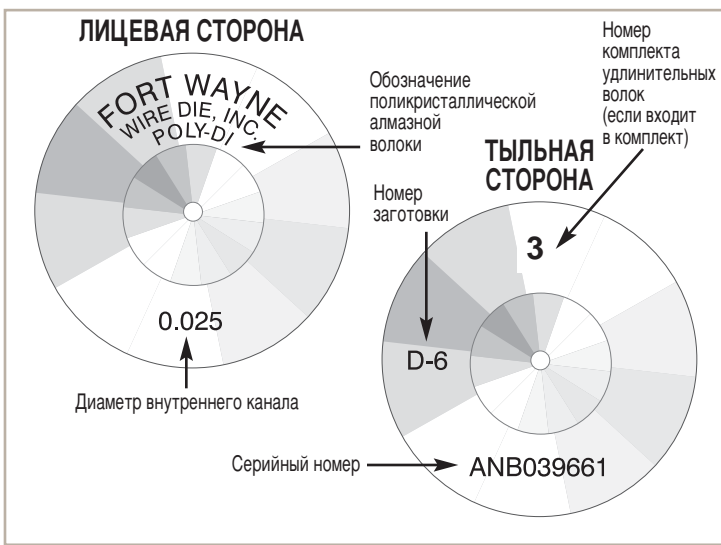 ЛИЦЕВАЯ СТОРОНА
FORT WAYNE
WIRE DIE, INC.
POLY-DI
Обозначение
поликристаллической
алмазной
волоки
0.025
Диаметр внутреннего канала
Номер
комплекта
удлинительных
волок
(если входит
в комплект)
ТЫЛЬНАЯ
СТОРОНА
Номер
заготовки
3
D-6
Серийный номер
ANB039661